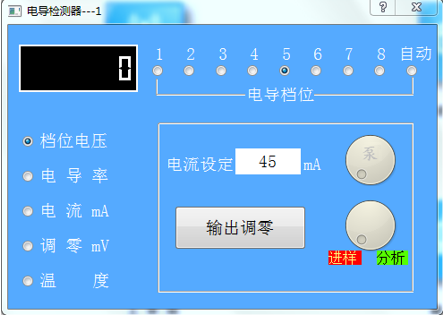 电导检测器---1
0
1 2 3 4 5 6 7 8 自动
电导档位
档位电压
电 导 率
电 流 mA
调 零 mV
温 度
电流设定 45 mA
泵
输出调零
进样 分析